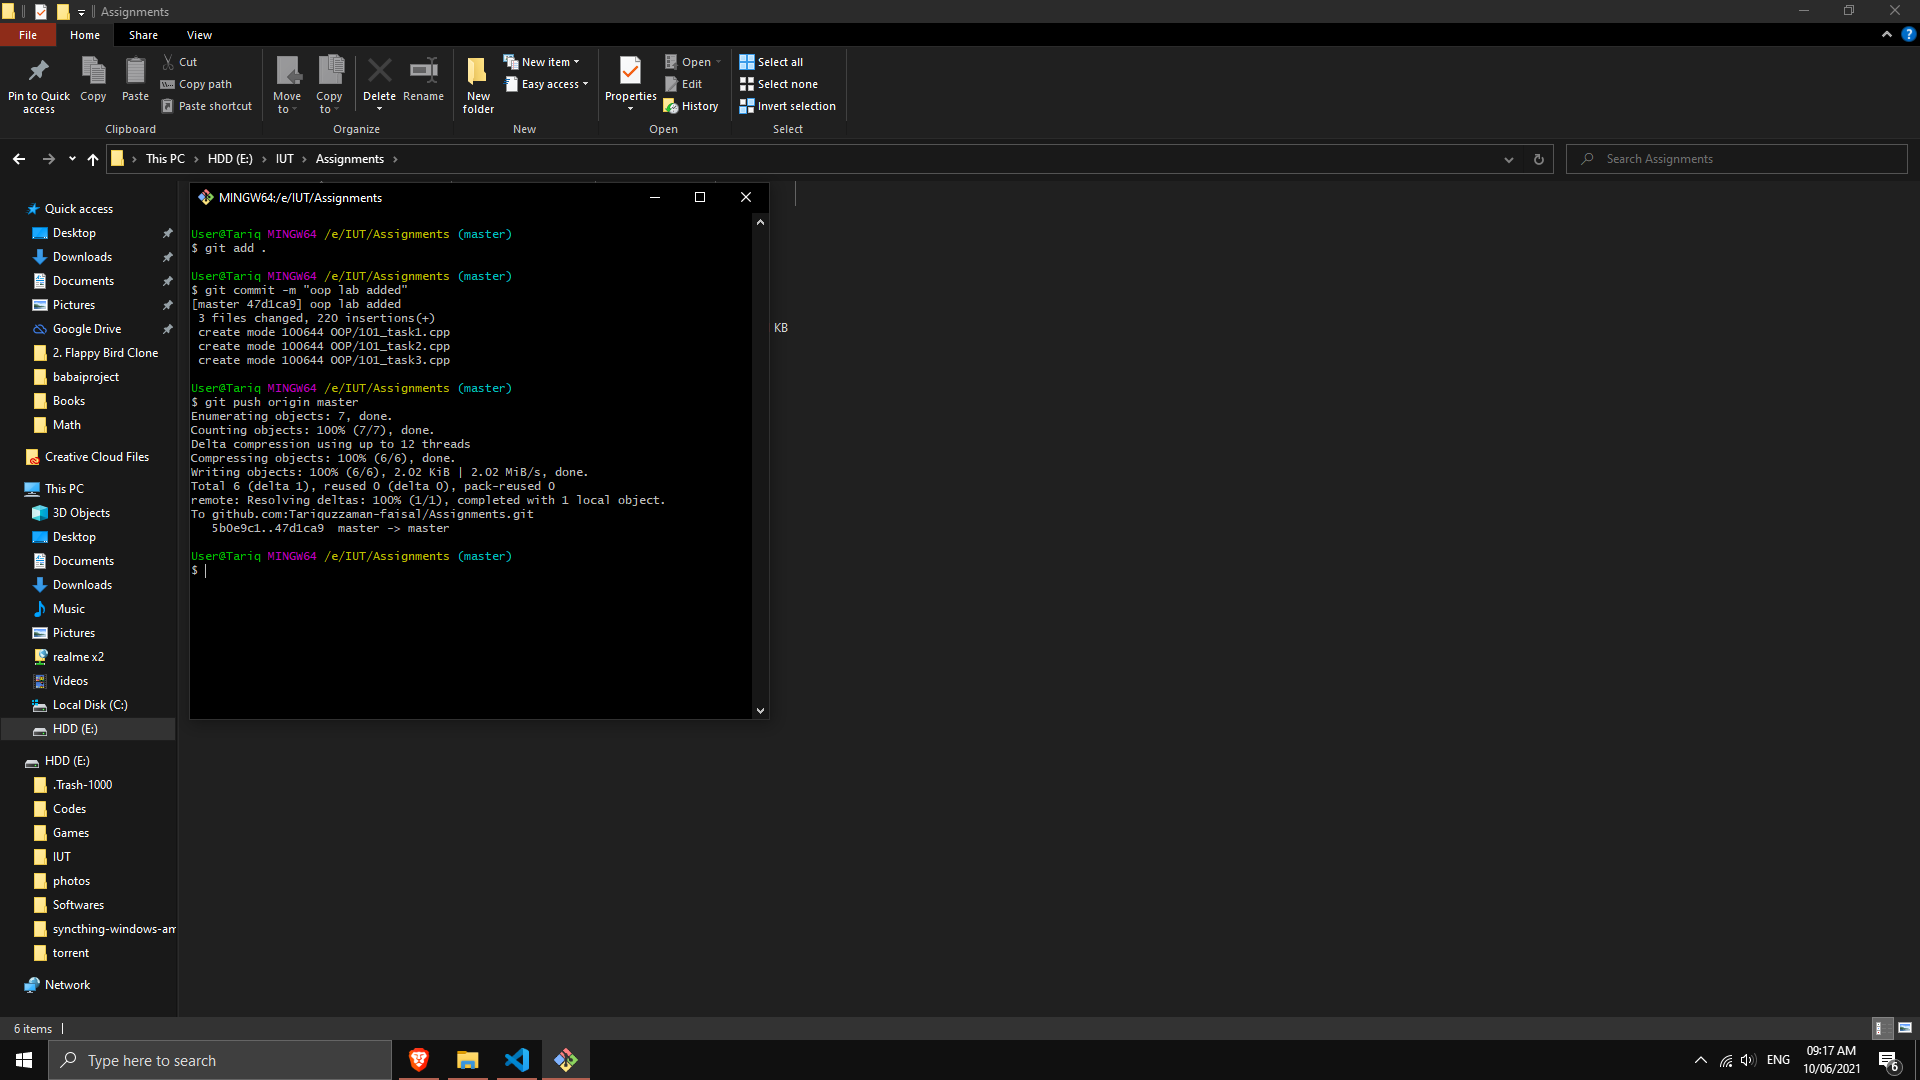 Assignments
File Home Share View
Pin to Quick access
Copy
Paste
Cut
Copy path
Paste shortcut
Clipboard
Move to
Copy to
Delete
Rename
Organize
New folder
New item
Easy access
New
Properties
Open
Edit
History
Open
Select all
Select none
Invert selection
Select
This PC HDD (E:) IUT Assignments
Search Assignments
Quick access
Desktop
Downloads
Documents
Pictures
Google Drive
2. Flappy Bird Clone
babaiproject
Books
Math
Creative Cloud Files
This PC
3D Objects
Desktop
Documents
Downloads
Music
Pictures
realme x2
Videos
Local Disk (C:)
HDD (E:)
HDD (E:)
.Trash-1000
Codes
Games
IUT
photos
Softwares
syncthing-windows-am
torrent
Network
MINGW64:/e/IUT/Assignments
User@Tariq MINGW64 /e/IUT/Assignments (master)
$ git add .
User@Tariq MINGW64 /e/IUT/Assignments (master)
$ git commit -m "oop lab added"
[master 47d1ca9] oop lab added
3 files changed, 220 insertions(+)
create mode 100644 OOP/101_task1.cpp
create mode 100644 OOP/101_task2.cpp
create mode 100644 OOP/101_task3.cpp
User@Tariq MINGW64 /e/IUT/Assignments (master)
$ git push origin master
Enumerating objects: 7, done.
Counting objects: 100% (7/7), done.
Delta compression using up to 12 threads
Compressing objects: 100% (6/6), done.
Writing objects: 100% (6/6), 2.02 KiB | 2.02 MiB/s, done.
Total 6 (delta 1), reused 0 (delta 0), pack-reused 0
remote: Resolving deltas: 100% (1/1), completed with 1 local object.
To github.com:Tariquzzaman-faisal/Assignments.git
5b0e9c1..47d1ca9  master -> master
User@Tariq MINGW64 /e/IUT/Assignments (master)
$
KB
6 items
Type here to search
ENG
09:17 AM
10/06/2021
6